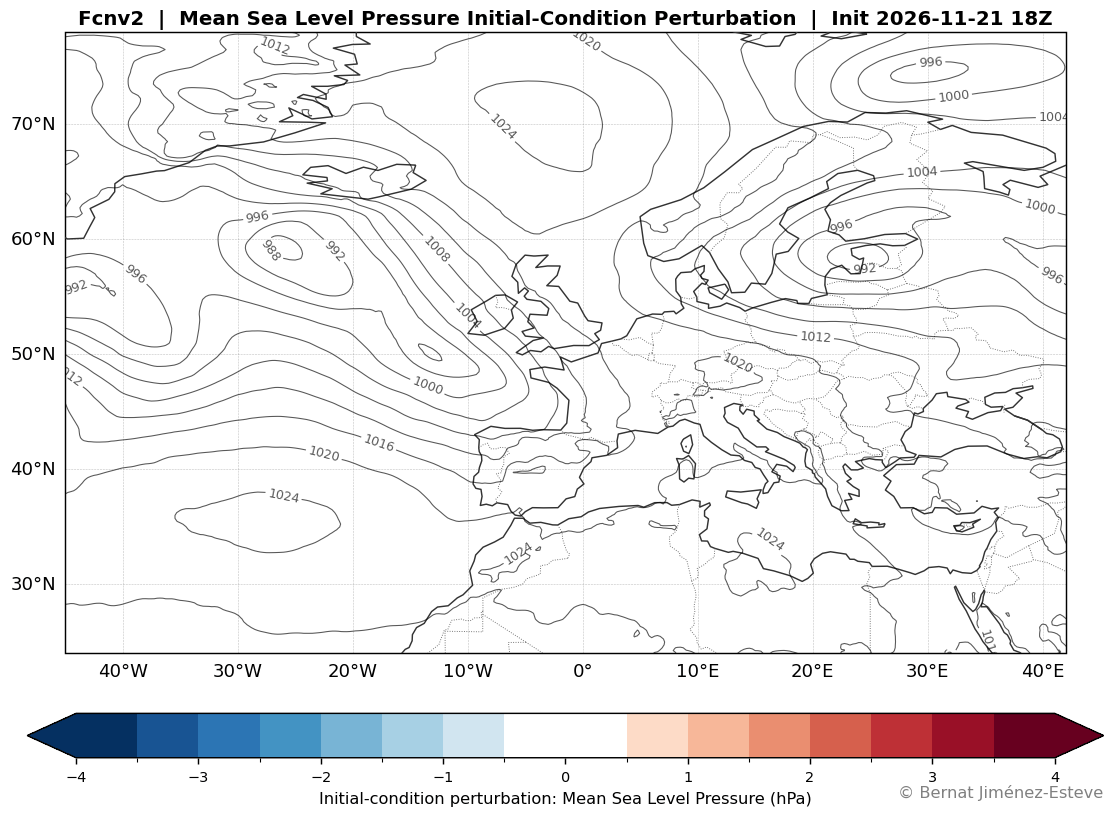 Fcnv2 | Mean Sea Level Pressure Initial-Condition Perturbation | Init 2026-11-21 18Z
1012
1020
996
1000
1004
1024
70°N
1004
1000
996
996
60°N
996
988
992
1008
992
992
996
996
1004
1012
50°N
1012
1020
1000
1016
1020
40°N
1024
1024
1024
30°N
101
40°W 30°W 20°W 10°W 0° 10°E 20°E 30°E 40°E
−4 −3 −2 −1 0 1 2 3 4
Initial-condition perturbation: Mean Sea Level Pressure (hPa)
© Bernat Jiménez-Esteve